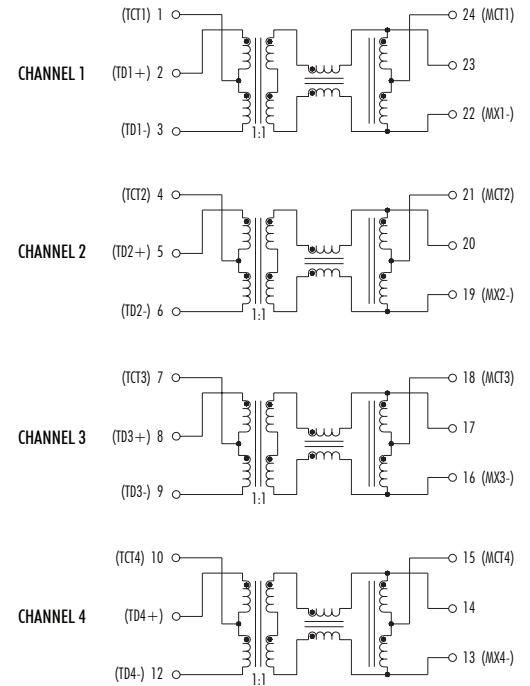 (TCT1) 1
24 (MCT1)
CHANNEL 1
(TD1+) 2
23
(TD1-) 3
22 (MX1-)
1:1
(TCT2) 4
21 (MCT2)
CHANNEL 2
(TD2+) 5
20
(TD2-) 6
19 (MX2-)
1:1
(TCT3) 7
18 (MCT3)
CHANNEL 3
(TD3+) 8
17
(TD3-) 9
16 (MX3-)
1:1
(TCT4) 10
15 (MCT4)
CHANNEL 4
(TD4+)
14
(TD4-) 12
13 (MX4-)
1:1